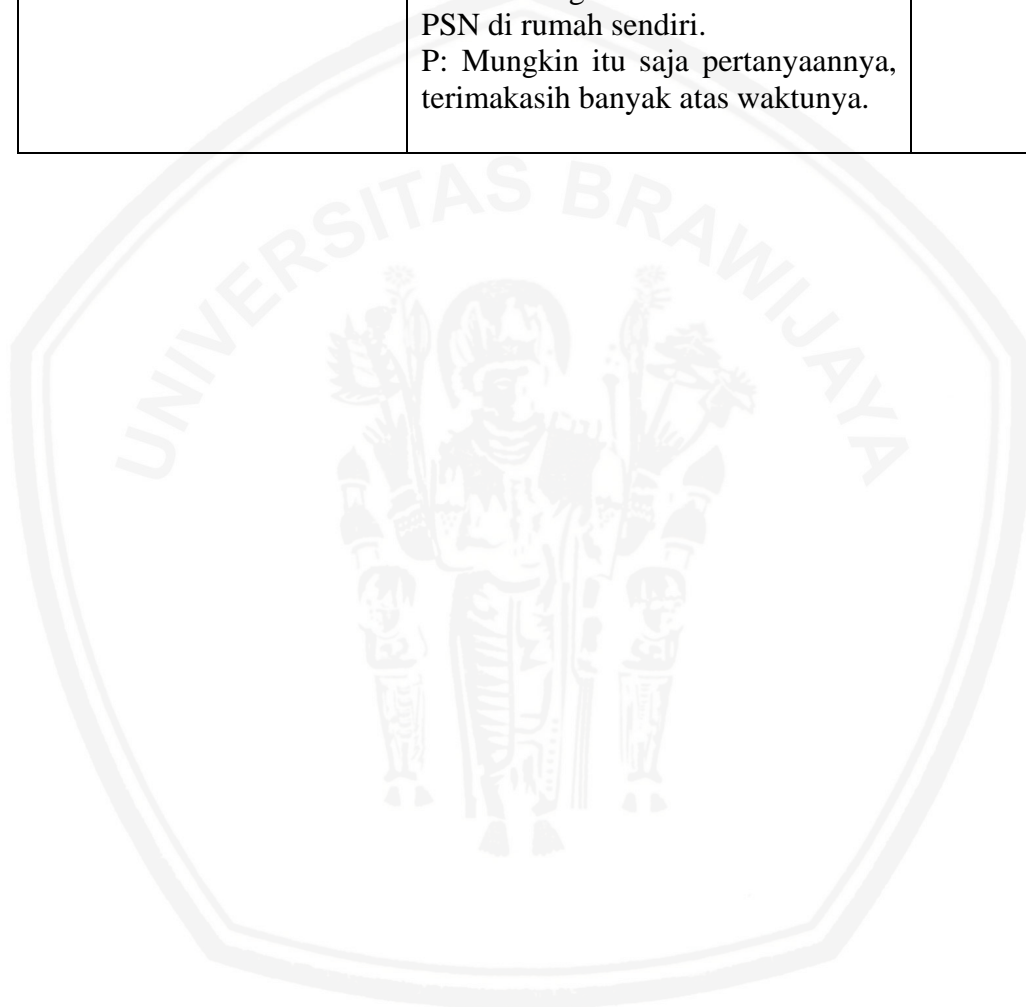 PSN di rumah sendiri.
P: Mungkin itu saja pertanyaannya,
terimakasih banyak atas waktunya.
UNIVERSITAS BRAWIJAYA